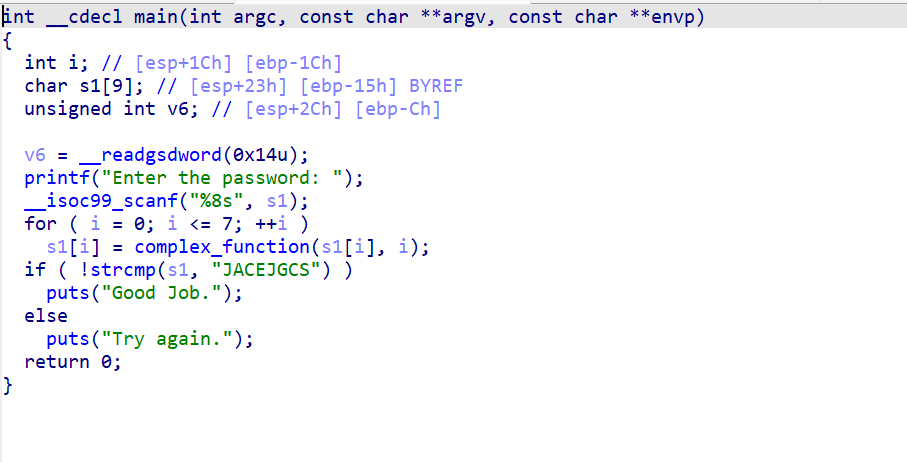 int __cdecl main(int argc, const char **argv, const char **envp)
{
  int i; // [esp+1Ch] [ebp-1Ch]
  char s1[9]; // [esp+23h] [ebp-15h] BYREF
  unsigned int v6; // [esp+2Ch] [ebp-Ch]

  v6 = __readgsdword(0x14u);
  printf("Enter the password: ");
  __isoc99_scanf("%8s", s1);
  for ( i = 0; i <= 7; ++i )
    s1[i] = complex_function(s1[i], i);
  if ( !strcmp(s1, "JACEJGCS") )
    puts("Good Job.");
  else
    puts("Try again.");
  return 0;
}